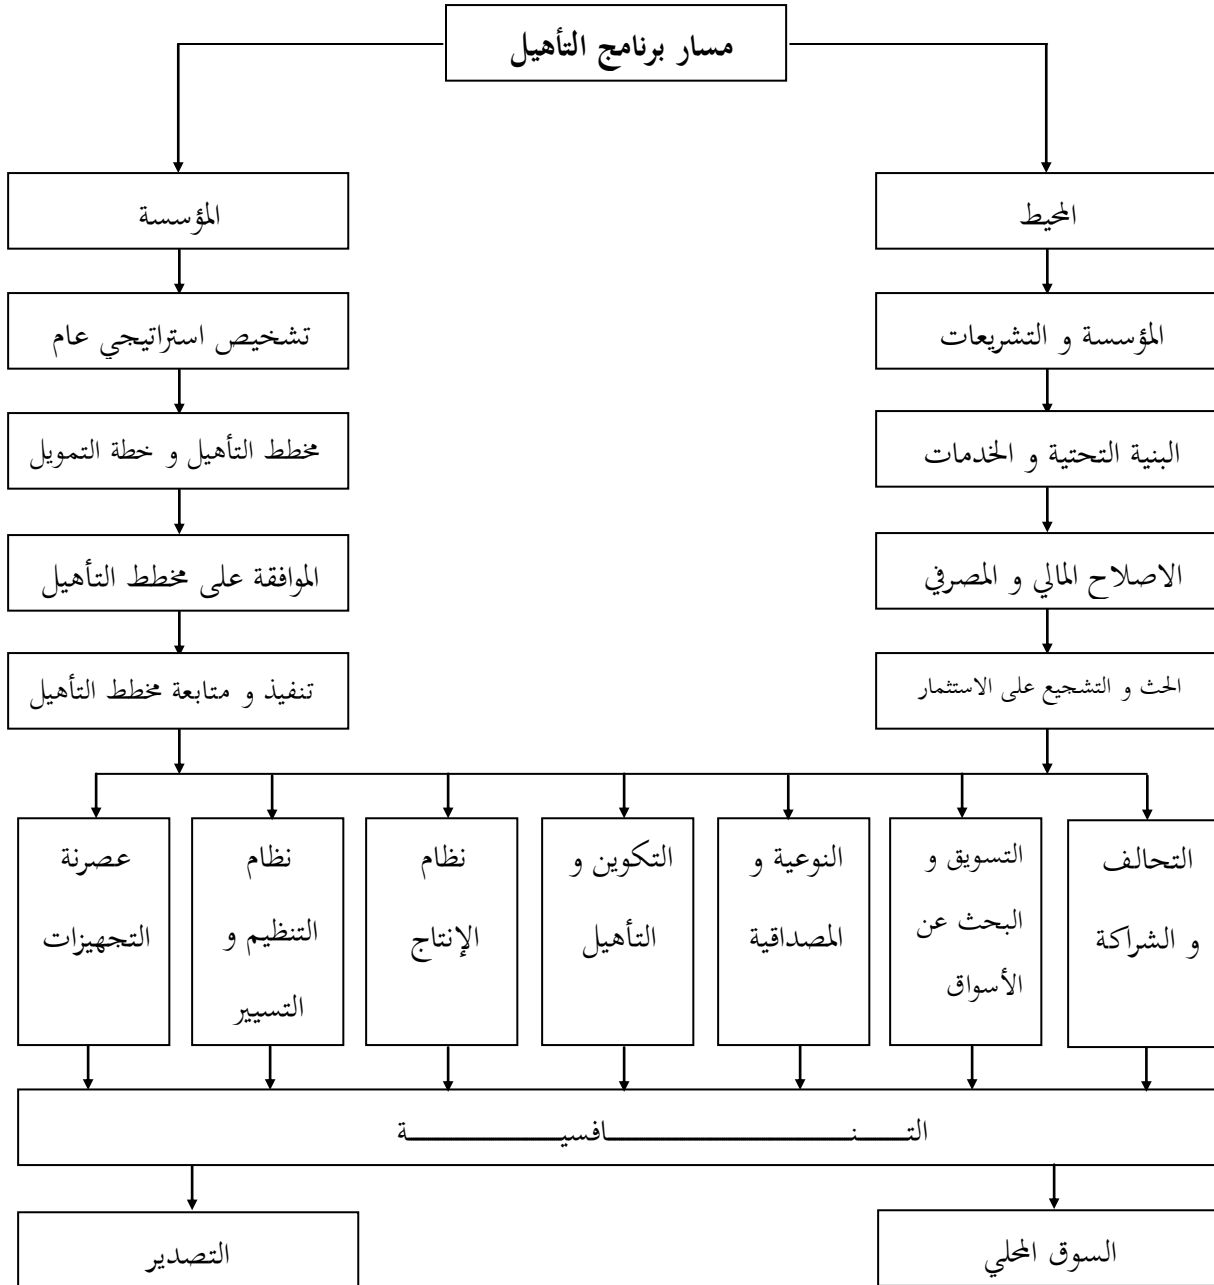 مسار برنامج التأهيل
المحيط
المؤسسة
المؤسسة و التشريعات
تشخيص استراتيجي عام
البنية التحتية و الخدمات
مخطط التأهيل و خطة التمويل
الاصلاح المالي و المصرفي
الموافقة على مخطط التأهيل
الحث و التشجيع على الاستثمار
تنفيذ و متابعة مخطط التأهيل
التحالف
و الشراكة
التسويق و
البحث عن
الأسواق
النوعية و
المصداقية
التكوين و
التأهيل
نظام
الإنتاج
نظام
التنظيم و
التسيير
عصرنة
التجهيزات
التـــــنـــــــــــــــــــــــــافسيـــــــــــــــــة
السوق المحلي
التصدير